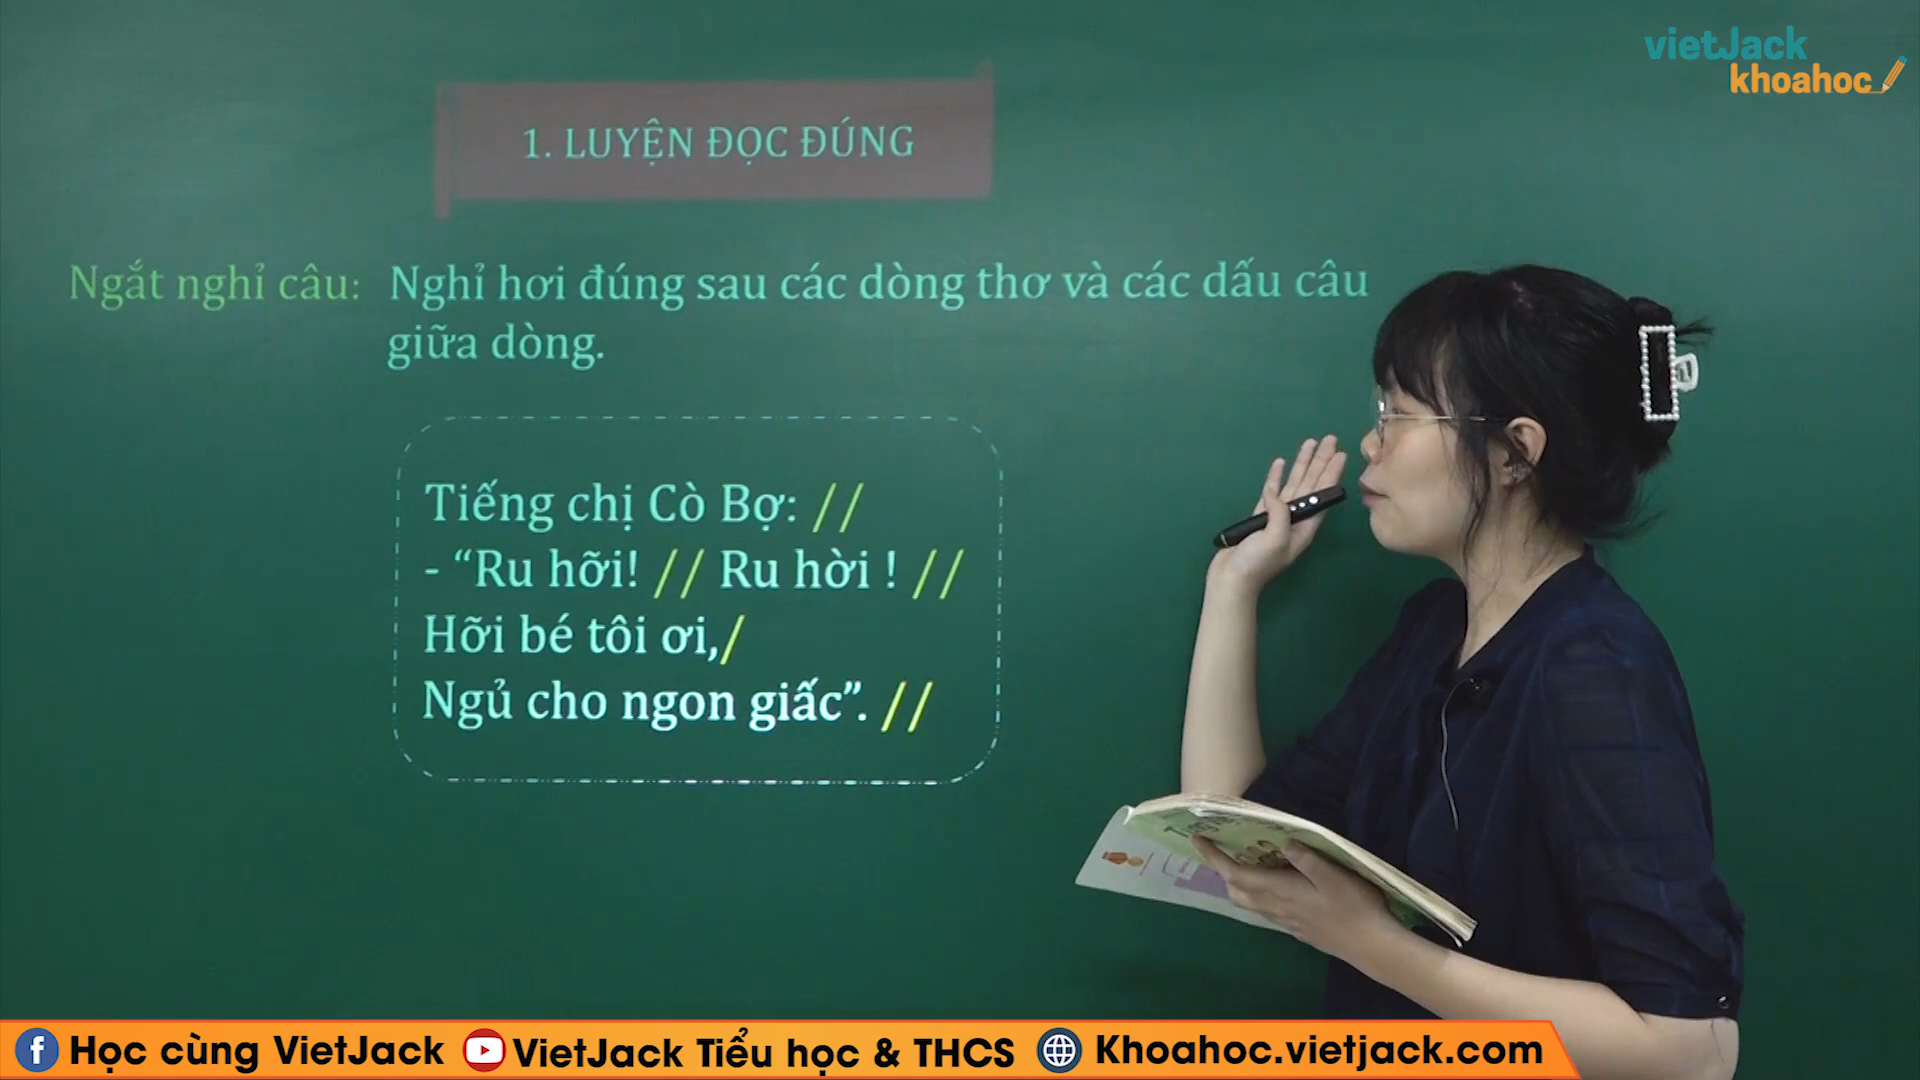 vietJack
khoahoc
1. LUYỆN ĐỌC ĐÚNG
Ngắt nghỉ câu: Nghỉ hơi đúng sau các dòng thơ và các dấu câu
giữa dòng.
Tiếng chị Cò Bợ: //
- “Ru hỡi! // Ru hời ! //
Hỡi bé tôi ơi,/
Ngủ cho ngon giấc”. //
Học cùng VietJack VietJack Tiểu học & THCS Khoahoc.vietjack.com